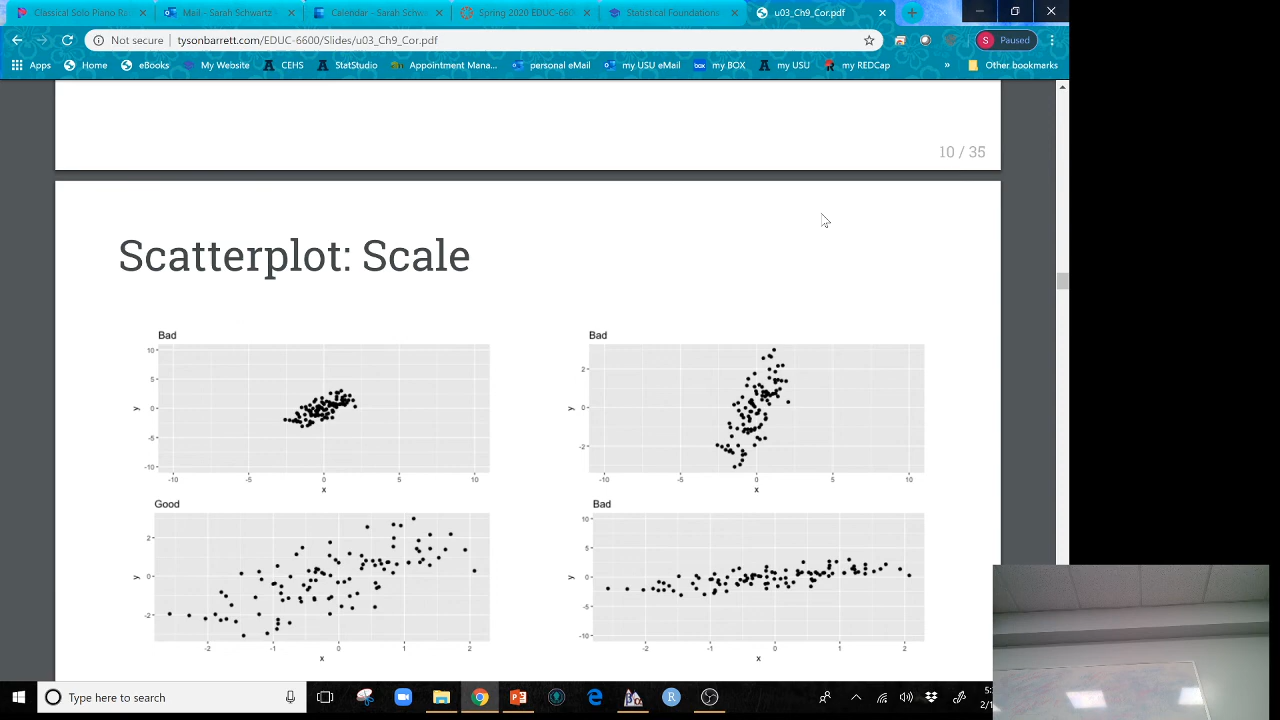 Classical Solo Piano Ra
Mail - Sarah Schwartz
Calendar - Sarah Schw
Spring 2020 EDUC-660
Statistical Foundations
u03_Ch9_Cor.pdf
Not secure | tysonbarrett.com/EDUC-6600/Slides/u03_Ch9_Cor.pdf
S Paused
Apps Home eBooks My Website CEHS StatStudio Appointment Mana... personal eMail my USU eMail box my BOX my USU my REDCap » Other bookmarks
10 / 35
Scatterplot: Scale
Bad
10
5
0
-5
-10
y
-10 -5 0 5 10
x
Bad
2
0
-2
y
-10 -5 0 5 10
x
Good
2
0
-2
y
-2 -1 0 1 2
x
Bad
10
5
0
-5
-10
y
-2 -1 0 1 2
x
Type here to search
R
5:
2/1